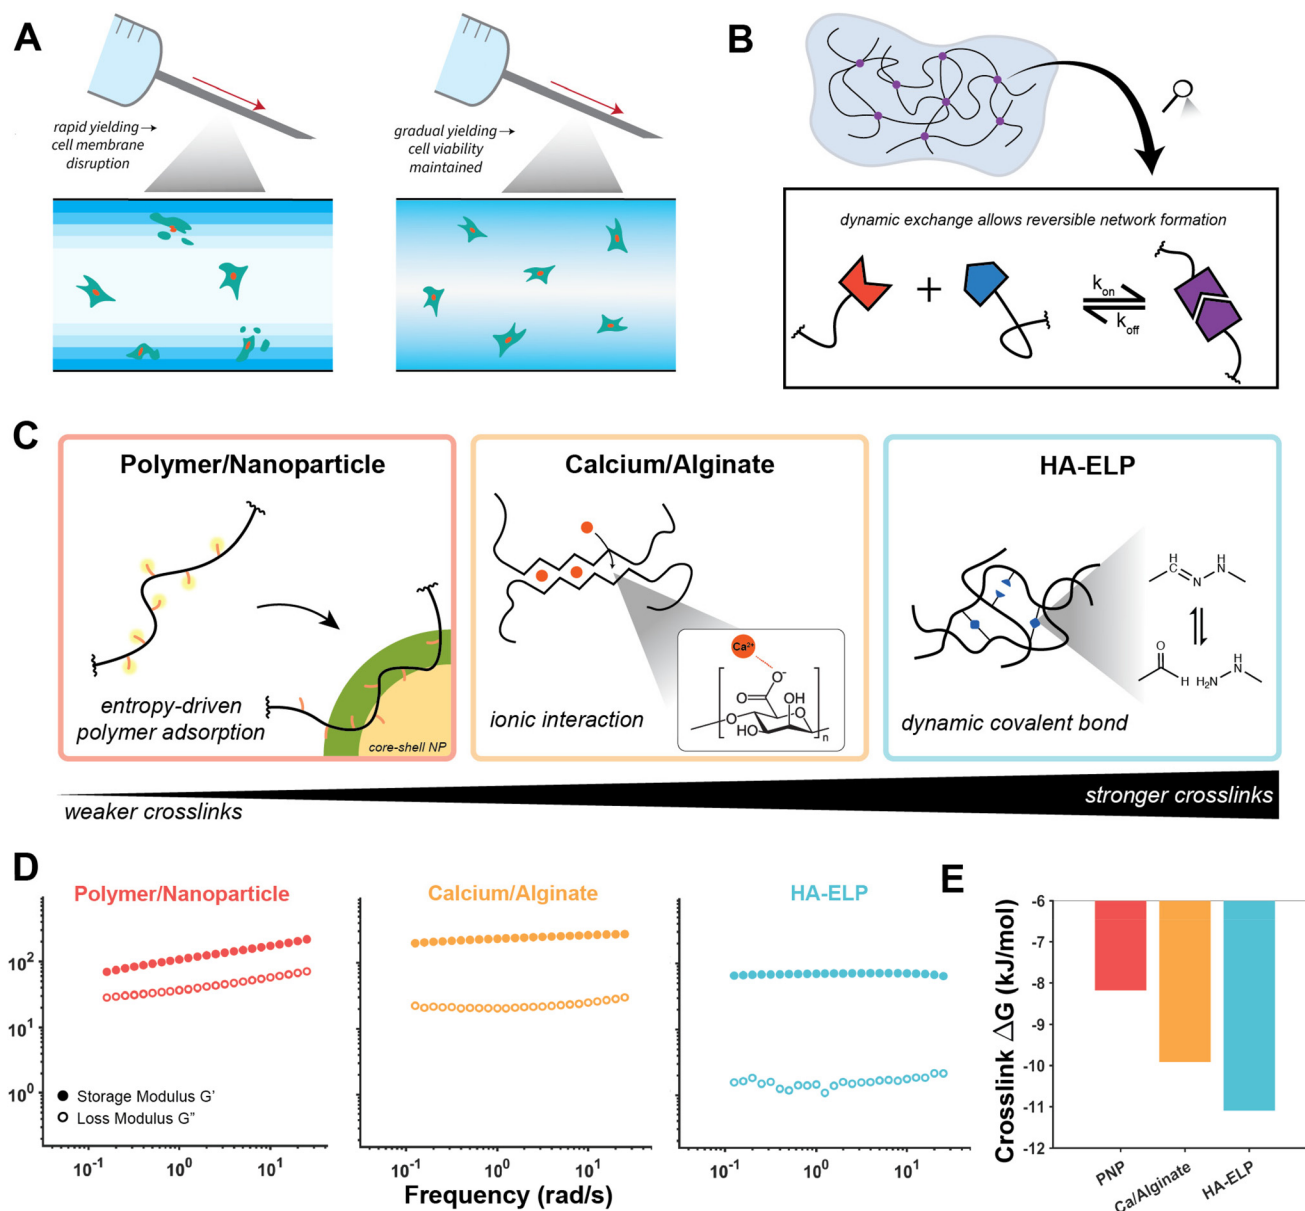 A
rapid yielding→
cell membrane
disruption
gradual yielding→
cell viability
maintained
B
dynamic exchange allows reversible network formation
+
k_on
k_off
C
Polymer/Nanoparticle
entropy-driven
polymer adsorption
core-shell NP
Calcium/Alginate
ionic interaction
Ca²⁺
O⁻
O
OH
O
HO
O
n
HA-ELP
dynamic covalent bond
H
C
N
H
N
O
H
H₂N
H
N
weaker crosslinks
stronger crosslinks
D
Polymer/Nanoparticle
Calcium/Alginate
HA-ELP
10²
10¹
10⁰
Storage Modulus G'
Loss Modulus G"
10⁻¹
10⁰
10¹
10⁻¹
10⁰
10¹
10⁻¹
10⁰
10¹
Frequency (rad/s)
E
Crosslink ΔG (kJ/mol)
-6
-7
-8
-9
-10
-11
-12
PNP
Ca/Alginate
HA-ELP